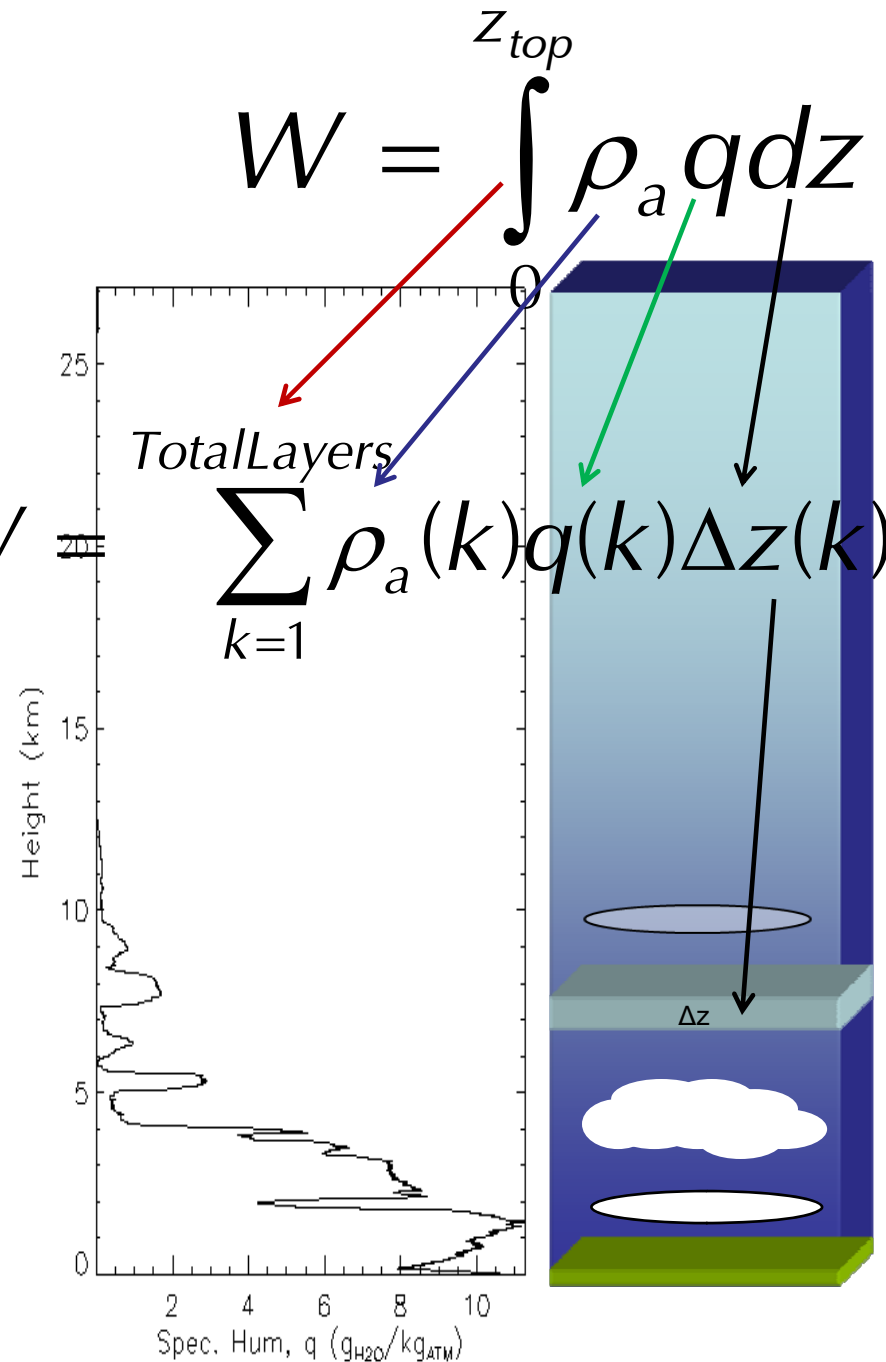 z_top
W = ∫ ρ_a q dz
0
25
TotalLayers
= ∑ ρ_a(k)q(k)Δz(k)
20
k=1
Height (km)
15
10
Δz
5
0
2 4 6 8 10
Spec. Hum, q (g_H2O/kg_ATM)